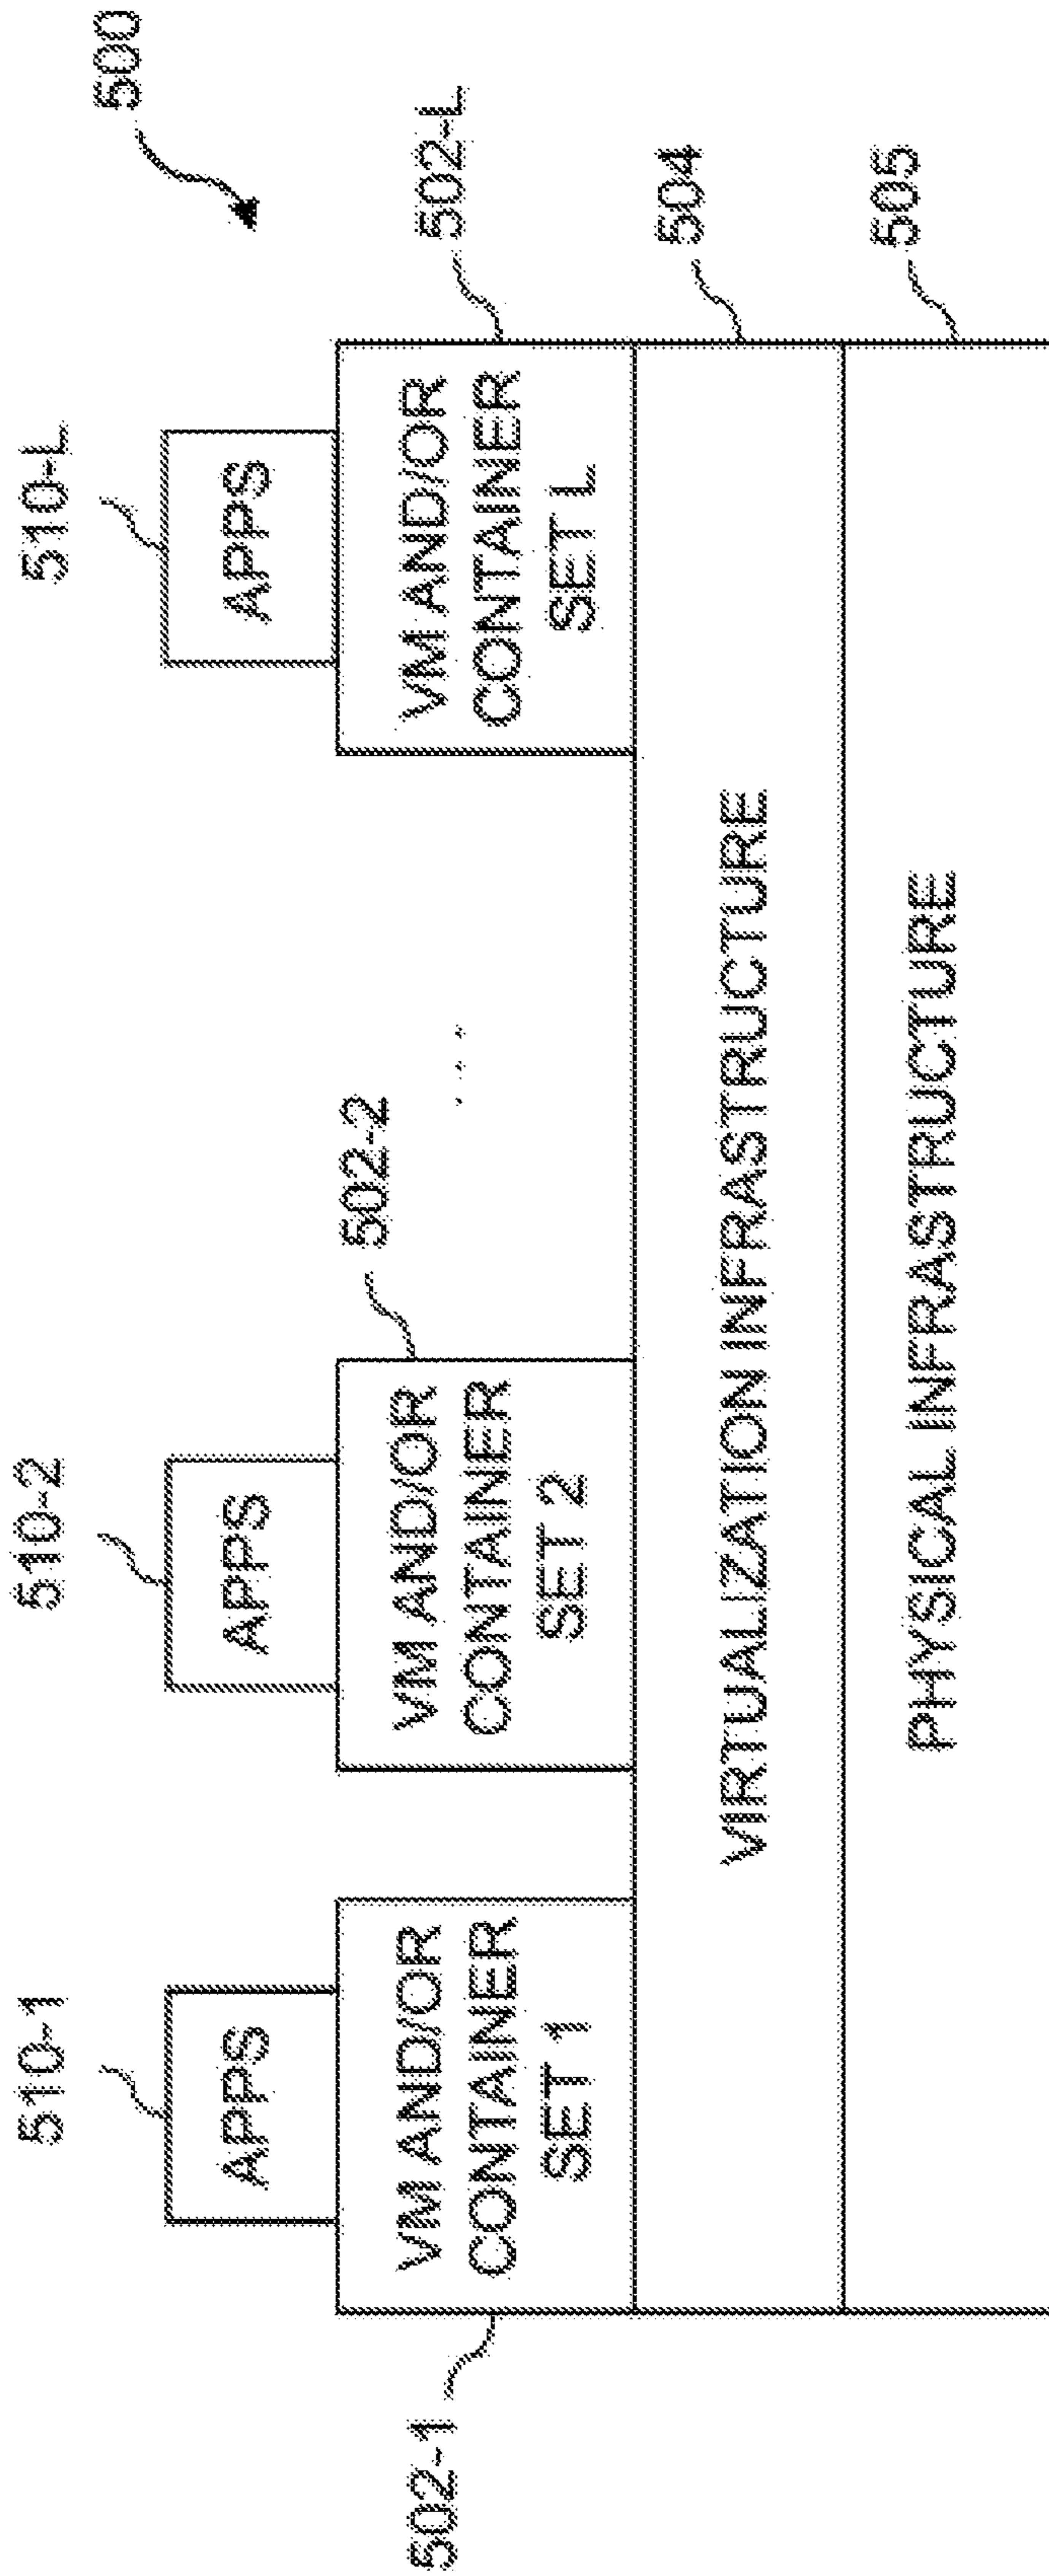 500
510-1
510-2
510-L
APPS
APPS
APPS
502-1
VM AND/OR
CONTAINER
SET 1
VM AND/OR
CONTAINER
SET 2
502-2
. . .
VM AND/OR
CONTAINER
SET L
502-L
VIRTUALIZATION INFRASTRUCTURE
504
PHYSICAL INFRASTRUCTURE
505